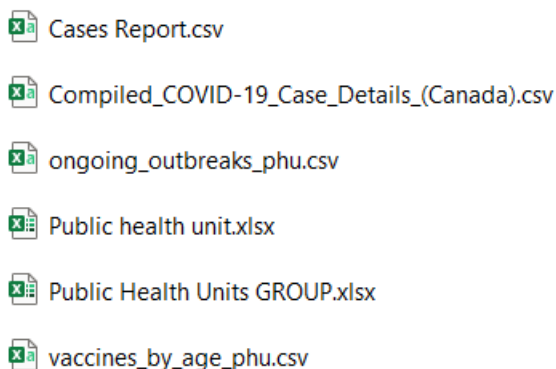 Cases Report.csv
Compiled_COVID-19_Case_Details_(Canada).csv
ongoing_outbreaks_phu.csv
Public health unit.xlsx
Public Health Units GROUP.xlsx
vaccines_by_age_phu.csv